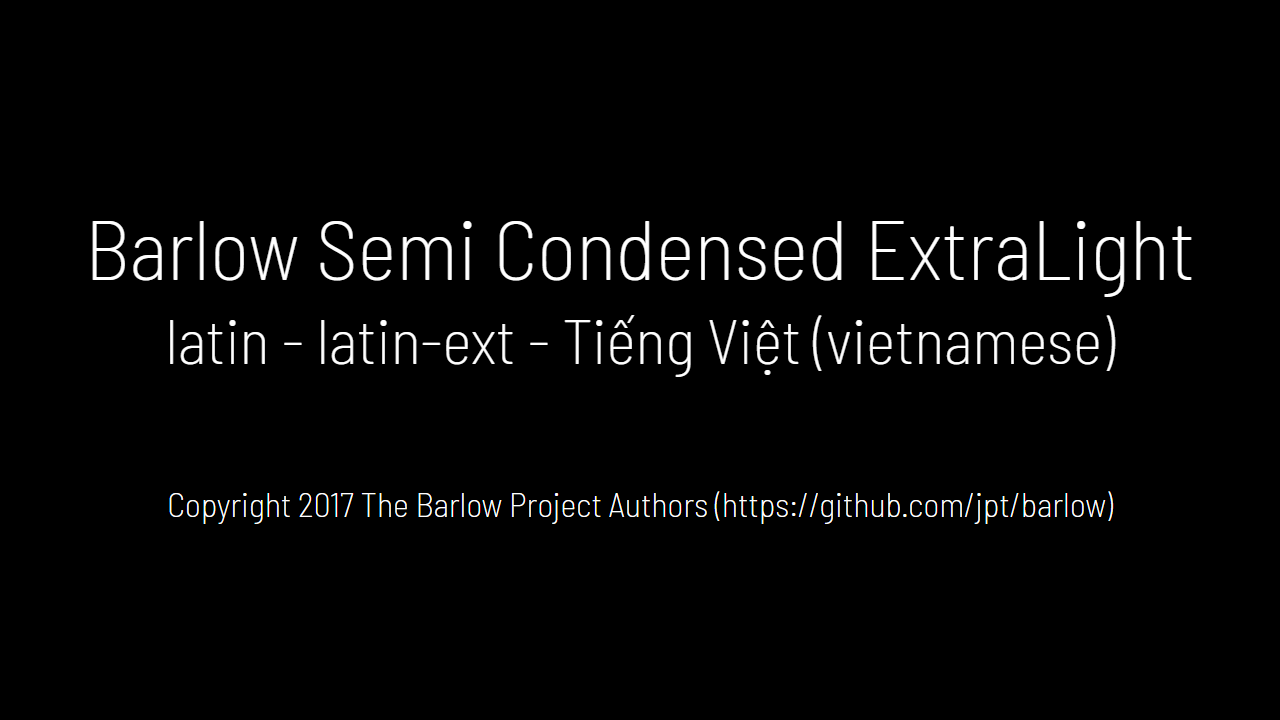 Barlow Semi Condensed ExtraLight
latin - latin-ext - Tiếng Việt (vietnamese)
Copyright 2017 The Barlow Project Authors (https://github.com/jpt/barlow)